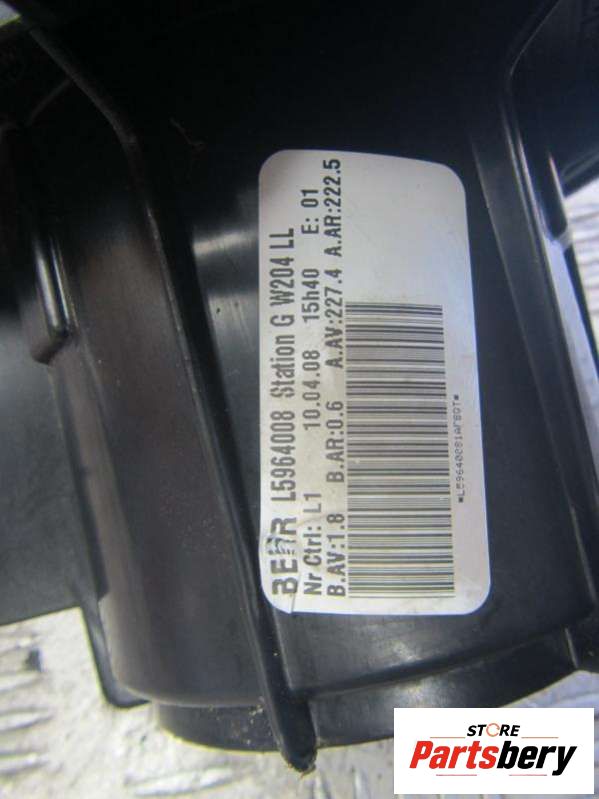 BEHR L5964008 Station G W204 LL
Nr Ctrl: L1 10.04.08 15h40 E: 01
B.AV:1.8 B.AR:0.6 A.AV:227.4 A.AR:222.5
STORE
Partsbery